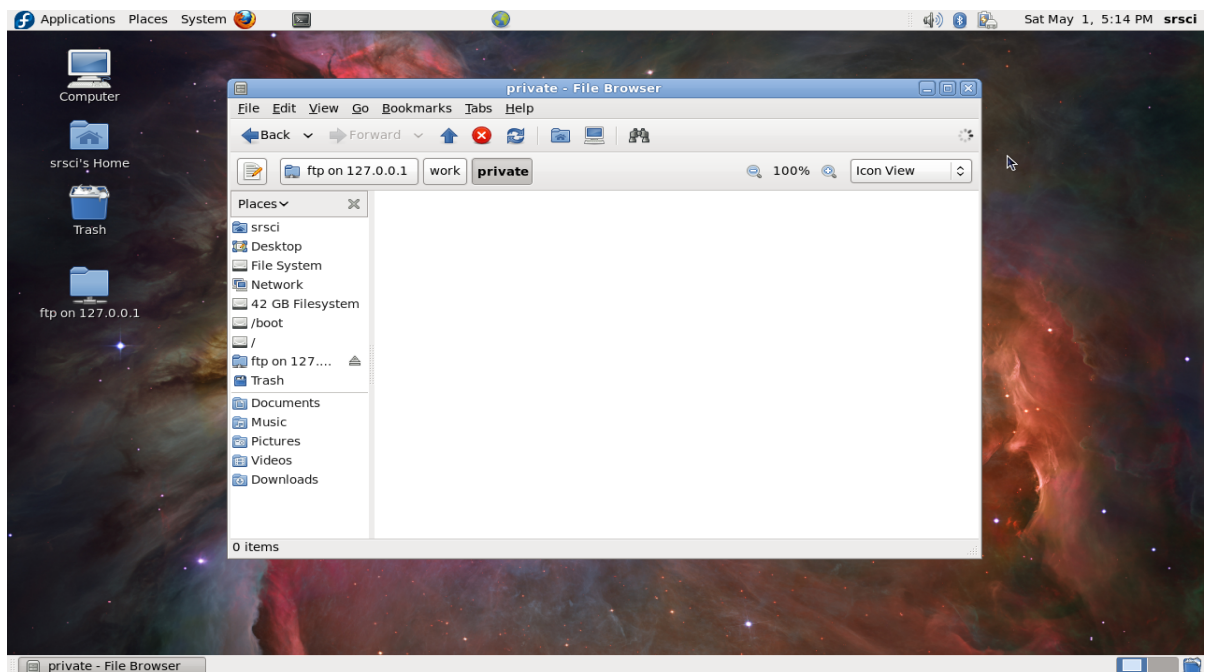 Applications Places System Sat May 1, 5:14 PM srsci
Computer
srsci's Home
Trash
ftp on 127.0.0.1
private - File Browser
File Edit View Go Bookmarks Tabs Help
Back Forward
ftp on 127.0.0.1 work private 100% Icon View
Places
srsci
Desktop
File System
Network
42 GB Filesystem
/boot
/
ftp on 127....
Trash
Documents
Music
Pictures
Videos
Downloads
0 items
private - File Browser